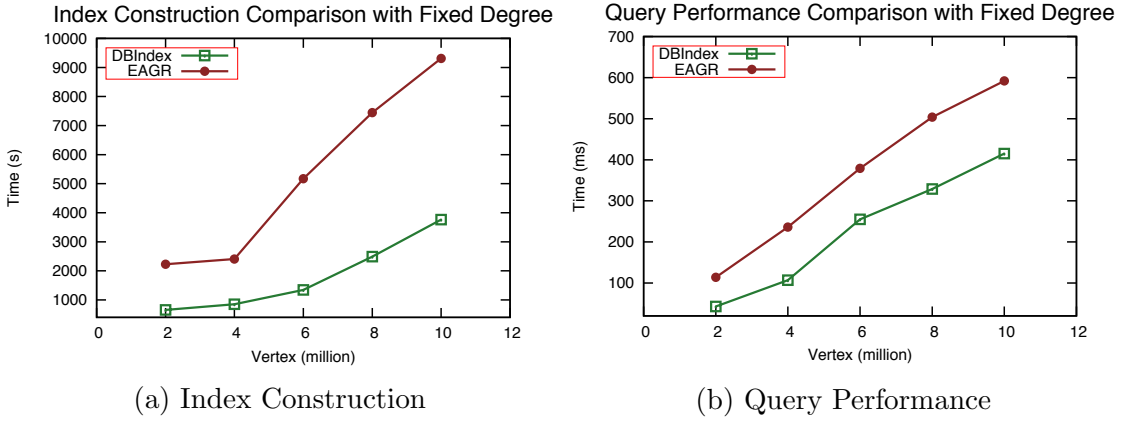 Index Construction Comparison with Fixed Degree
10000
9000
8000
7000
6000
5000
4000
3000
2000
1000
0 2 4 6 8 10 12
Time (s)
Vertex (million)
DBIndex
EAGR
(a) Index Construction
Query Performance Comparison with Fixed Degree
700
600
500
400
300
200
100
0 2 4 6 8 10 12
Time (ms)
Vertex (million)
DBIndex
EAGR
(b) Query Performance